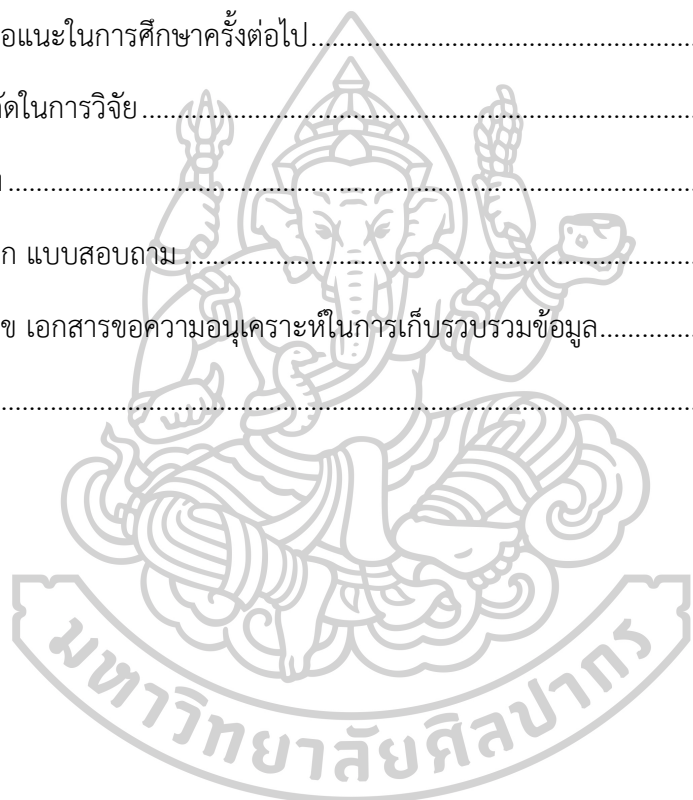 อแนะในการศึกษาครั้งต่อไป
ัดในการวิจัย
ก แบบสอบถาม
ข เอกสารขอความอนุเคราะห์ในการเก็บรวบรวมข้อมูล
มหาวิทยาลัยศิลปากร